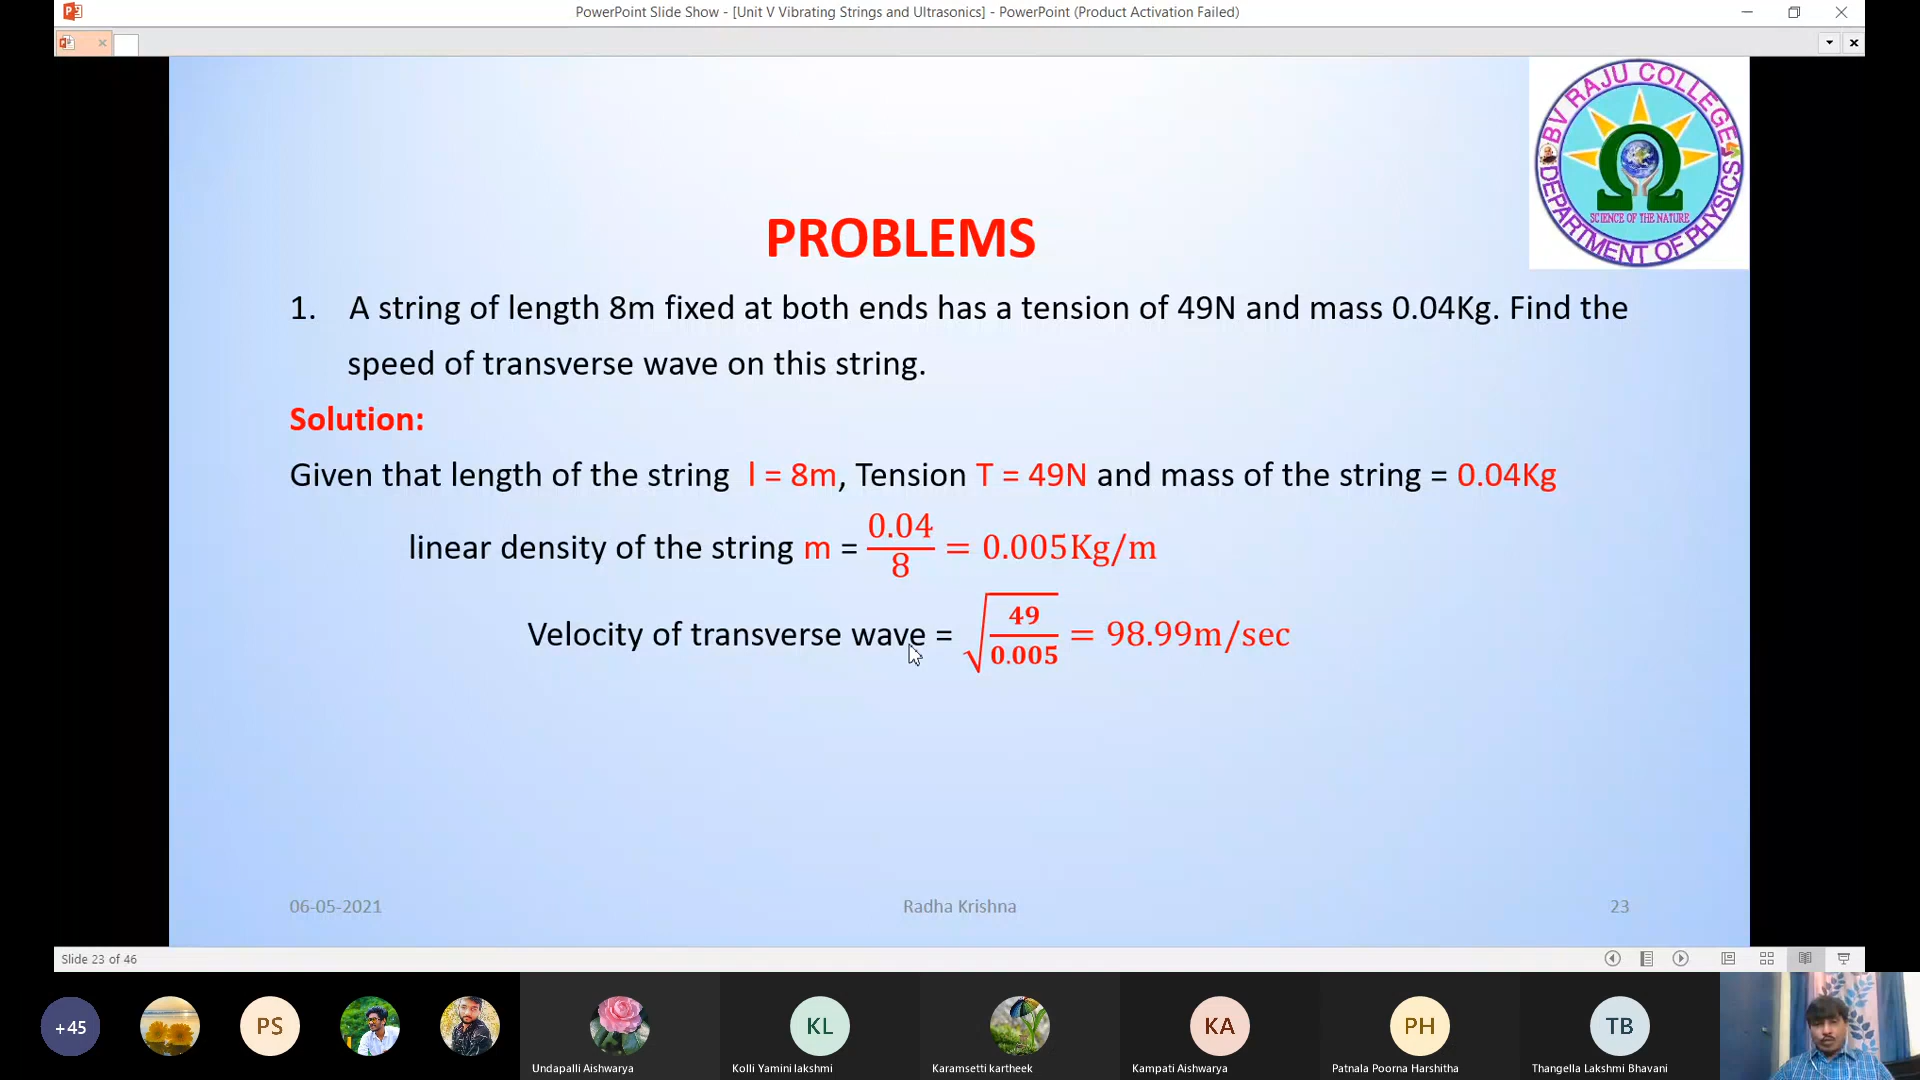 PowerPoint Slide Show - [Unit V Vibrating Strings and Ultrasonics] - PowerPoint (Product Activation Failed)
BV RAJU COLLEGE
SCIENCE OF THE NATURE
DEPARTMENT OF PHYSICS
PROBLEMS
1. A string of length 8m fixed at both ends has a tension of 49N and mass 0.04Kg. Find the
speed of transverse wave on this string.
Solution:
Given that length of the string l = 8m, Tension T = 49N and mass of the string = 0.04Kg
linear density of the string m = 0.04/8 = 0.005Kg/m
Velocity of transverse wave = √(49/0.005) = 98.99m/sec
06-05-2021 Radha Krishna 23
Slide 23 of 46
+45 PS KL KA PH TB
Undapalli Aishwarya Kolli Yamini lakshmi Karamsetti kartheek Kampati Aishwarya Patnala Poorna Harshitha Thangella Lakshmi Bhavani